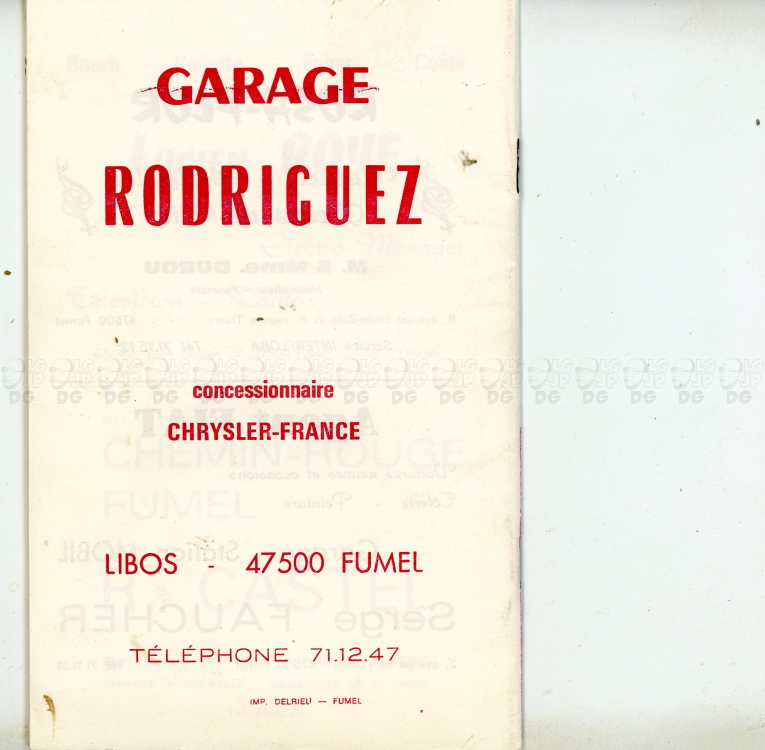 GARAGE
RODRIGUEZ
concessionnaire
CHRYSLER-FRANCE
LIBOS - 47500 FUMEL
TÉLÉPHONE 71.12.47
IMP. DELRIEU — FUMEL